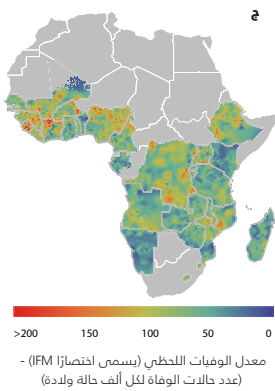 ج
>200 150 100 50 0
معدل الوفيات اللحظي (يسمى اختصارًا IFM) -
(عدد حالات الوفاة لكل ألف حالة ولادة)